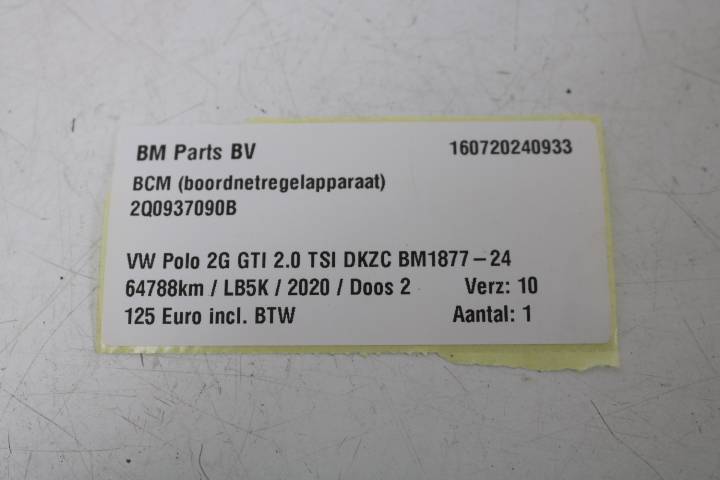 BM Parts BV 160720240933
BCM (boordnetregelapparaat)
2Q0937090B
VW Polo 2G GTI 2.0 TSI DKZC BM1877-24
64788km / LB5K / 2020 / Doos 2 Verz: 10
125 Euro incl. BTW Aantal: 1